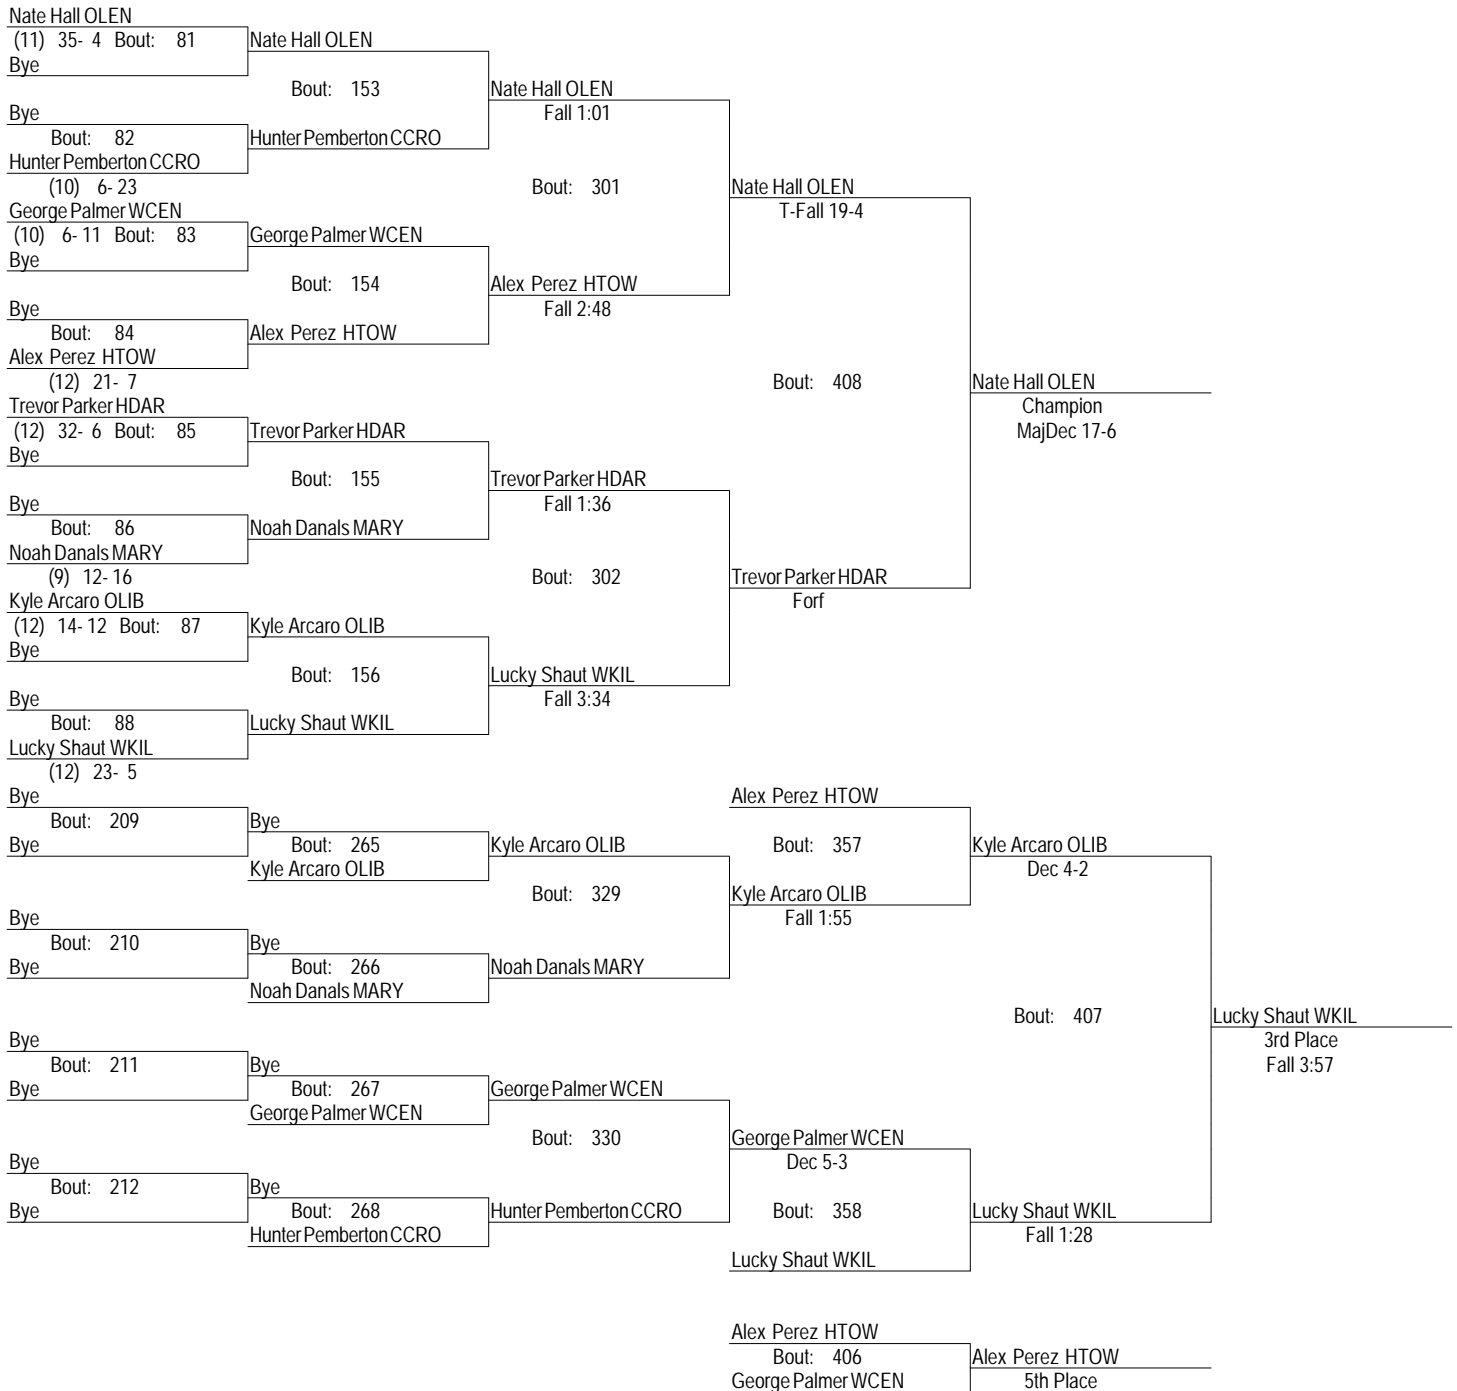 Nate Hall OLEN
(11) 35- 4 Bout: 81 Nate Hall OLEN
Bye
Bout: 153 Nate Hall OLEN
Bye Fall 1:01
Bout: 82 Hunter Pemberton CCRO
Hunter Pemberton CCRO
(10) 6- 23 Bout: 301 Nate Hall OLEN
George Palmer WCEN T-Fall 19-4
(10) 6- 11 Bout: 83 George Palmer WCEN
Bye
Bout: 154 Alex Perez HTOW
Bye Fall 2:48
Bout: 84 Alex Perez HTOW
Alex Perez HTOW
(12) 21- 7 Bout: 408 Nate Hall OLEN
Trevor Parker HDAR Champion
(12) 32- 6 Bout: 85 Trevor Parker HDAR MajDec 17-6
Bye
Bout: 155 Trevor Parker HDAR
Bye Fall 1:36
Bout: 86 Noah Danals MARY
Noah Danals MARY
(9) 12- 16 Bout: 302 Trevor Parker HDAR
Kyle Arcaro OLIB Forf
(12) 14- 12 Bout: 87 Kyle Arcaro OLIB
Bye
Bout: 156 Lucky Shaut WKIL
Bye Fall 3:34
Bout: 88 Lucky Shaut WKIL
Lucky Shaut WKIL
(12) 23- 5
Bye Alex Perez HTOW
Bout: 209 Bye
Bye Bout: 265 Kyle Arcaro OLIB Bout: 357 Kyle Arcaro OLIB
Kyle Arcaro OLIB Dec 4-2
Bout: 329 Kyle Arcaro OLIB
Bye Fall 1:55
Bout: 210 Bye
Bye Bout: 266 Noah Danals MARY
Noah Danals MARY
Bout: 407 Lucky Shaut WKIL
Bye 3rd Place
Bout: 211 Bye Fall 3:57
Bye Bout: 267 George Palmer WCEN
George Palmer WCEN
Bout: 330 George Palmer WCEN
Bye Dec 5-3
Bout: 212 Bye
Bye Bout: 268 Hunter Pemberton CCRO Bout: 358 Lucky Shaut WKIL
Hunter Pemberton CCRO Fall 1:28
Lucky Shaut WKIL
Alex Perez HTOW
Bout: 406 Alex Perez HTOW
George Palmer WCEN 5th Place